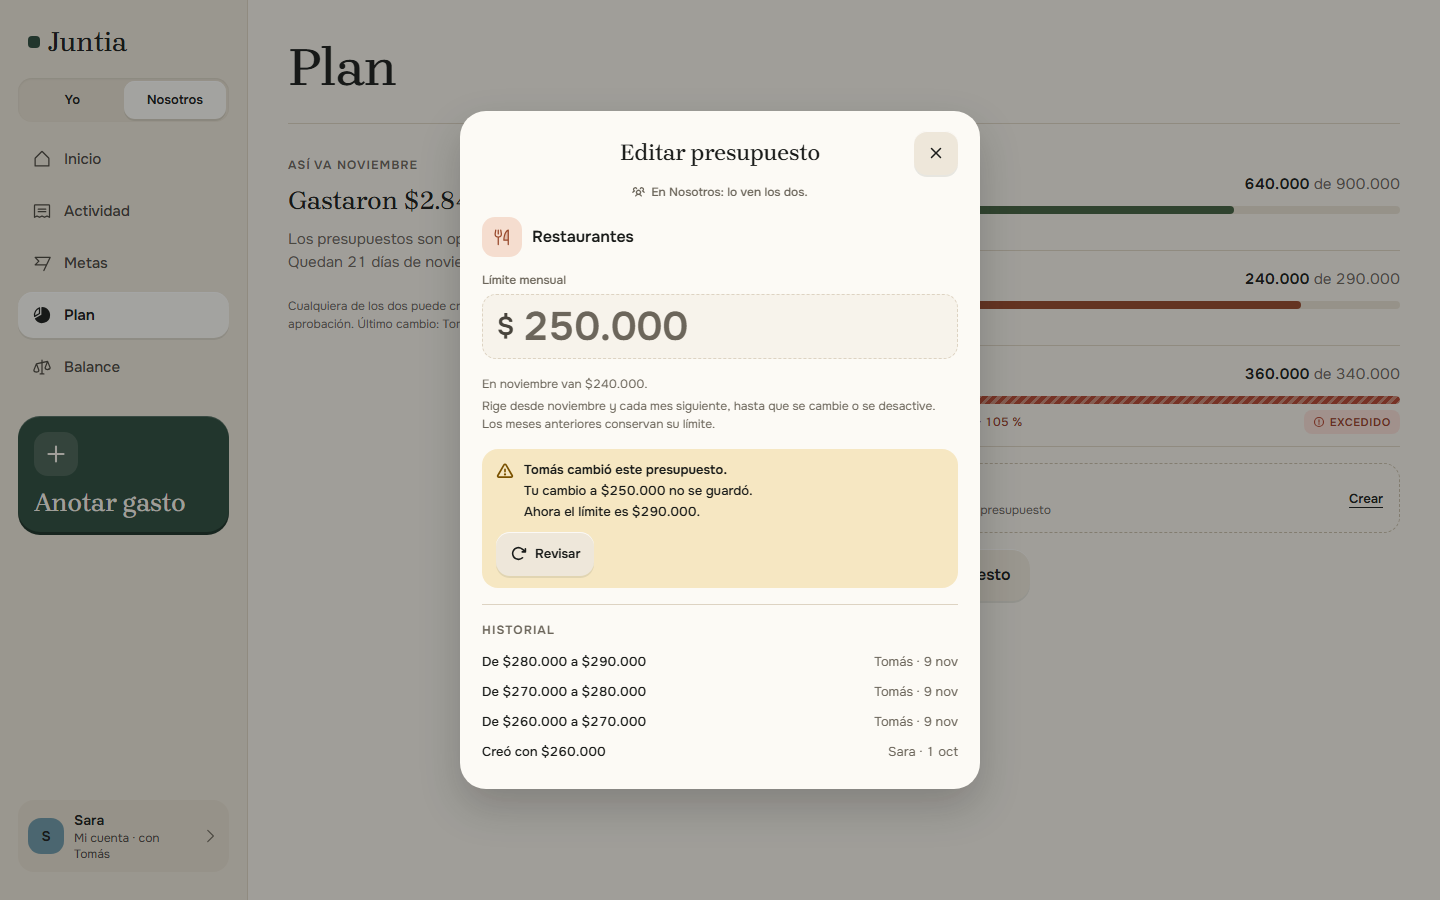 Juntia
Yo
Nosotros
Inicio
Actividad
Metas
Plan
Balance
Anotar gasto
Sara
Mi cuenta · con
Tomás
S
Plan
ASÍ VA NOVIEMBRE
Gastaron $2.8
Los presupuestos son
Quedan 21 días de
Cualquiera de los dos puede
aprobación. Último cambio:
640.000 de 900.000
240.000 de 290.000
360.000 de 340.000
105 %
EXCEDIDO
presupuesto
Crear
Editar presupuesto
En Nosotros: lo ven los dos.
Restaurantes
Límite mensual
$ 250.000
En noviembre van $240.000.
Rige desde noviembre y cada mes siguiente, hasta que se cambie o se desactive.
Los meses anteriores conservan su límite.
Tomás cambió este presupuesto.
Tu cambio a $250.000 no se guardó.
Ahora el límite es $290.000.
Revisar
HISTORIAL
De $280.000 a $290.000 Tomás · 9 nov
De $270.000 a $280.000 Tomás · 9 nov
De $260.000 a $270.000 Tomás · 9 nov
Creó con $260.000 Sara · 1 oct